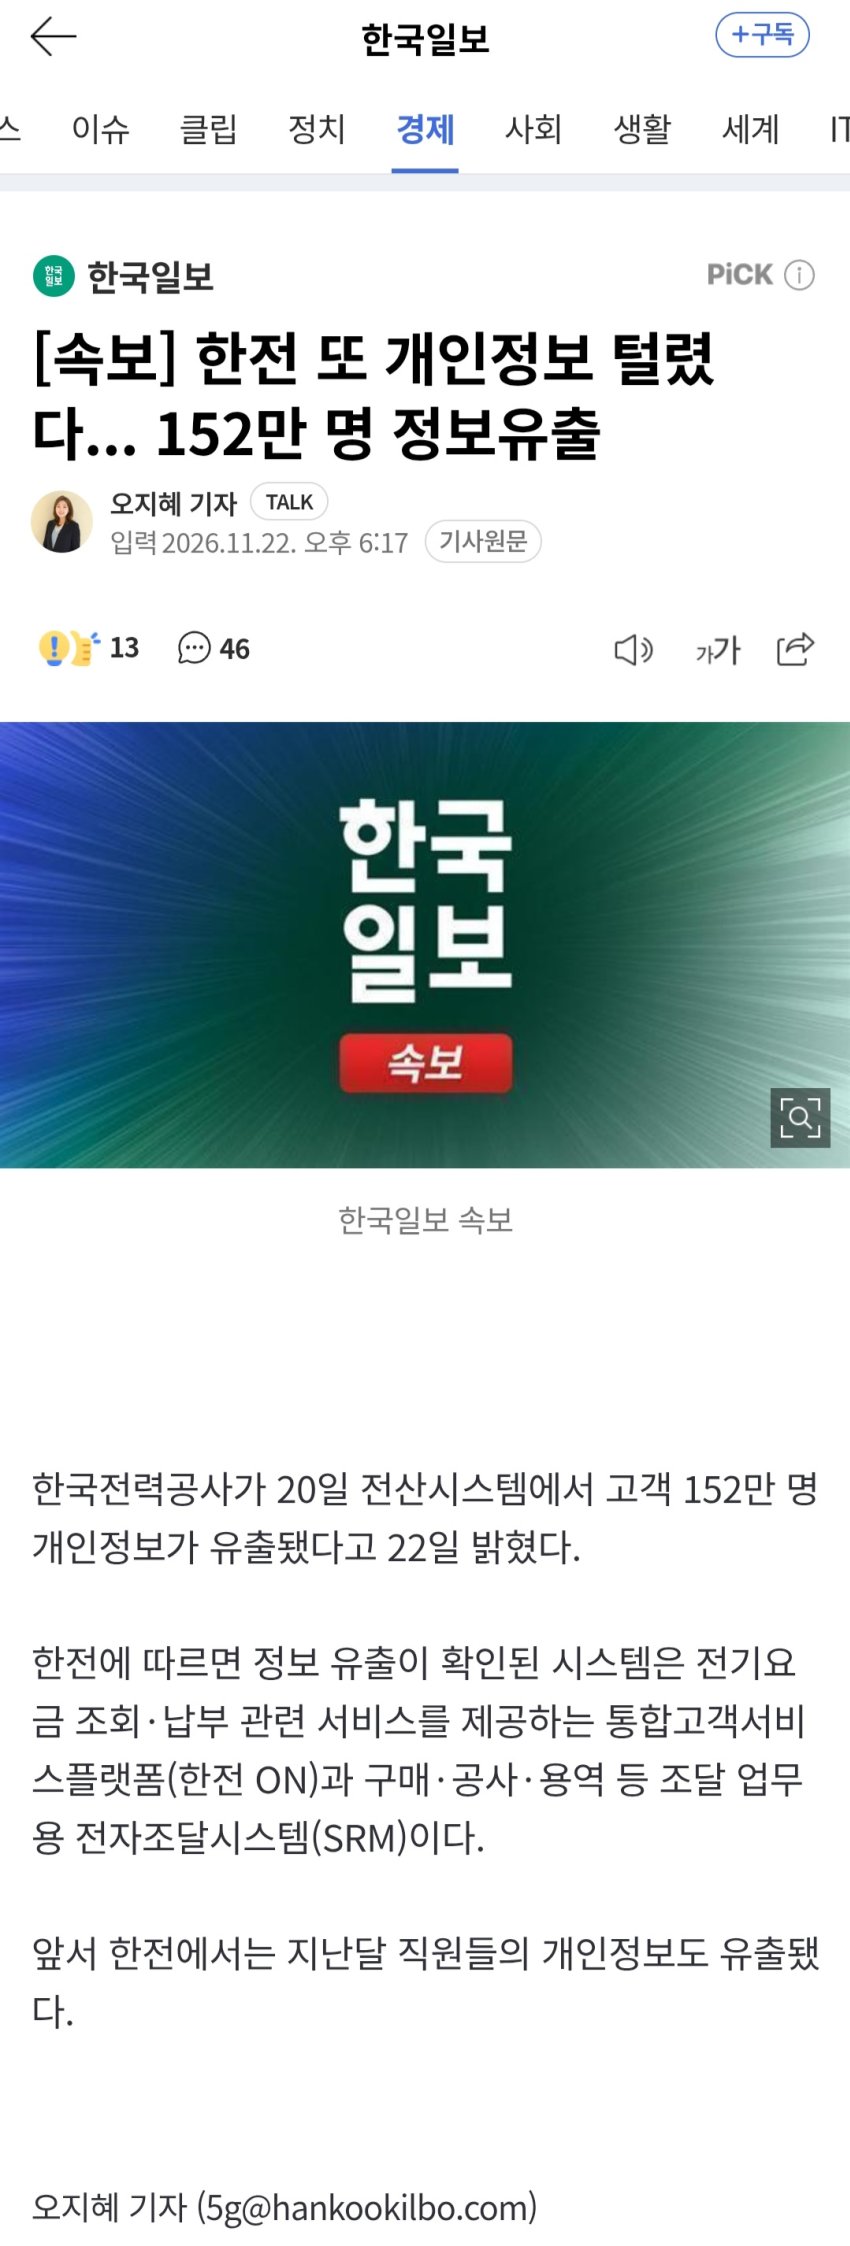 한국일보
+구독
스 이슈 클립 정치 경제 사회 생활 세계 IT
한국일보 한국일보
PiCK
[속보] 한전 또 개인정보 털렸
다... 152만 명 정보유출
오지혜 기자 TALK
입력 2026.11.22. 오후 6:17 기사원문
13 46
가가
한국
일보
속보
한국일보 속보
한국전력공사가 20일 전산시스템에서 고객 152만 명
개인정보가 유출됐다고 22일 밝혔다.
한전에 따르면 정보 유출이 확인된 시스템은 전기요
금 조회·납부 관련 서비스를 제공하는 통합고객서비
스플랫폼(한전 ON)과 구매·공사·용역 등 조달 업무
용 전자조달시스템(SRM)이다.
앞서 한전에서는 지난달 직원들의 개인정보도 유출됐
다.
오지혜 기자 (5g@hankookilbo.com)